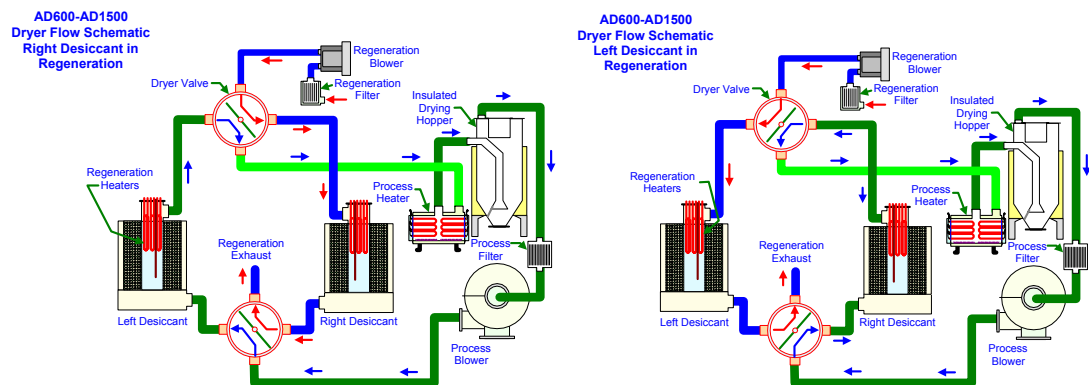 AD600-AD1500
Dryer Flow Schematic
Right Desiccant in
Regeneration
Regeneration
Blower
Dryer Valve
Regeneration
Filter
Insulated
Drying
Hopper
Regeneration
Heaters
Process
Heater
Regeneration
Exhaust
Process
Filter
Left Desiccant
Right Desiccant
Process
Blower
AD600-AD1500
Dryer Flow Schematic
Left Desiccant in
Regeneration
Regeneration
Blower
Dryer Valve
Regeneration
Filter
Insulated
Drying
Hopper
Regeneration
Heaters
Process
Heater
Regeneration
Exhaust
Process
Filter
Left Desiccant
Right Desiccant
Process
Blower